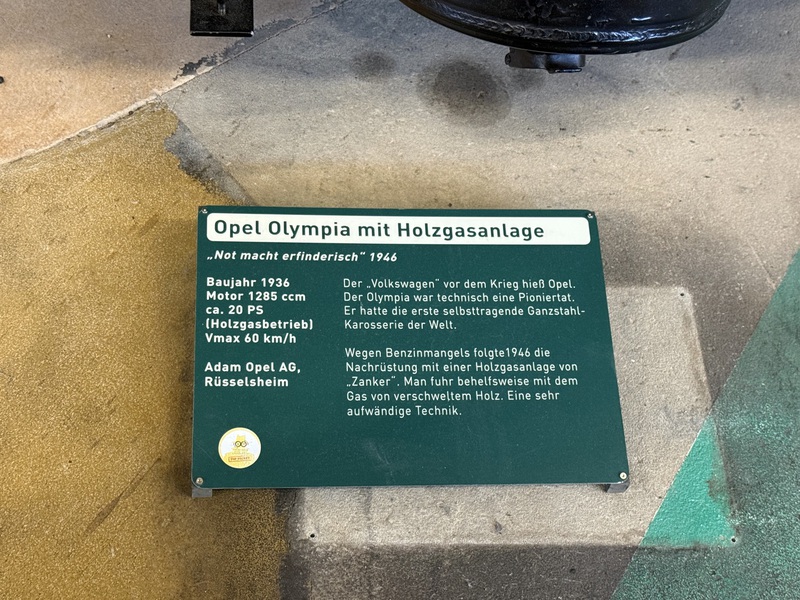 Opel Olympia mit Holzgasanlage
„Not macht erfinderisch“ 1946
Baujahr 1936
Motor 1285 ccm
ca. 20 PS
(Holzgasbetrieb)
Vmax 60 km/h
Adam Opel AG,
Rüsselsheim
Der „Volkswagen“ vor dem Krieg hieß Opel.
Der Olympia war technisch eine Pioniertat.
Er hatte die erste selbsttragende Ganzstahl-
Karosserie der Welt.
Wegen Benzinmangels folgte1946 die
Nachrüstung mit einer Holzgasanlage von
„Zanker“. Man fuhr behelfsweise mit dem
Gas von verschweltem Holz. Eine sehr
aufwändige Technik.